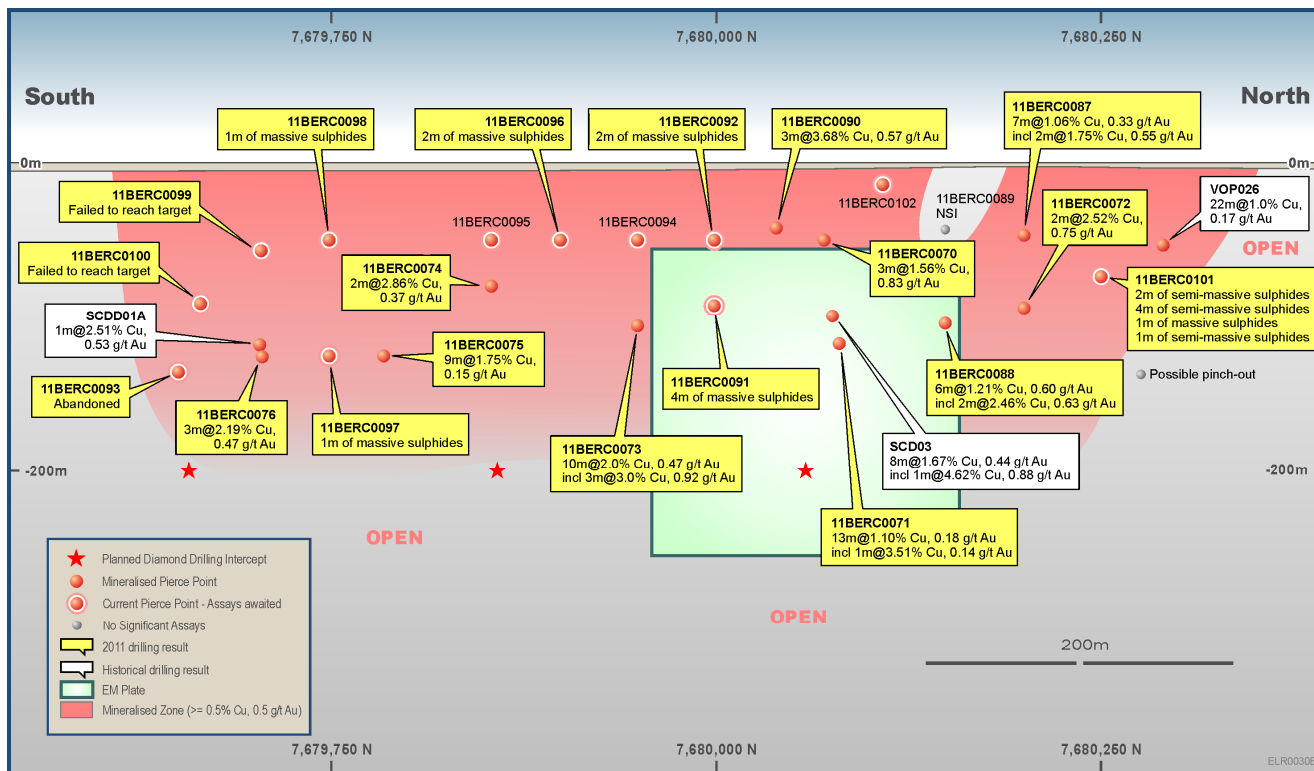 7,679,750 N
7,680,000 N
7,680,250 N
South
North
0m
0m
11BERC0098
1m of massive sulphides
11BERC0096
2m of massive sulphides
11BERC0092
2m of massive sulphides
11BERC0090
3m@3.68% Cu, 0.57 g/t Au
11BERC0087
7m@1.06% Cu, 0.33 g/t Au
incl 2m@1.75% Cu, 0.55 g/t Au
11BERC0099
Failed to reach target
11BERC0095
11BERC0094
11BERC0102
11BERC0089
NSI
11BERC0072
2m@2.52% Cu,
0.75 g/t Au
VOP026
22m@1.0% Cu,
0.17 g/t Au
OPEN
11BERC0100
Failed to reach target
11BERC0074
2m@2.86% Cu,
0.37 g/t Au
11BERC0070
3m@1.56% Cu,
0.83 g/t Au
11BERC0101
2m of semi-massive sulphides
4m of semi-massive sulphides
1m of massive sulphides
1m of semi-massive sulphides
SCDD01A
1m@2.51% Cu,
0.53 g/t Au
11BERC0075
9m@1.75% Cu,
0.15 g/t Au
11BERC0093
Abandoned
11BERC0076
3m@2.19% Cu,
0.47 g/t Au
11BERC0097
1m of massive sulphides
11BERC0091
4m of massive sulphides
11BERC0088
6m@1.21% Cu, 0.60 g/t Au
incl 2m@2.46% Cu, 0.63 g/t Au
Possible pinch-out
11BERC0073
10m@2.0% Cu, 0.47 g/t Au
incl 3m@3.0% Cu, 0.92 g/t Au
SCD03
8m@1.67% Cu, 0.44 g/t Au
incl 1m@4.62% Cu, 0.88 g/t Au
-200m
-200m
11BERC0071
13m@1.10% Cu, 0.18 g/t Au
incl 1m@3.51% Cu, 0.14 g/t Au
OPEN
OPEN
Planned Diamond Drilling Intercept
Mineralised Pierce Point
Current Pierce Point - Assays awaited
No Significant Assays
2011 drilling result
Historical drilling result
EM Plate
Mineralised Zone (>= 0.5% Cu, 0.5 g/t Au)
200m
7,679,750 N
7,680,000 N
7,680,250 N